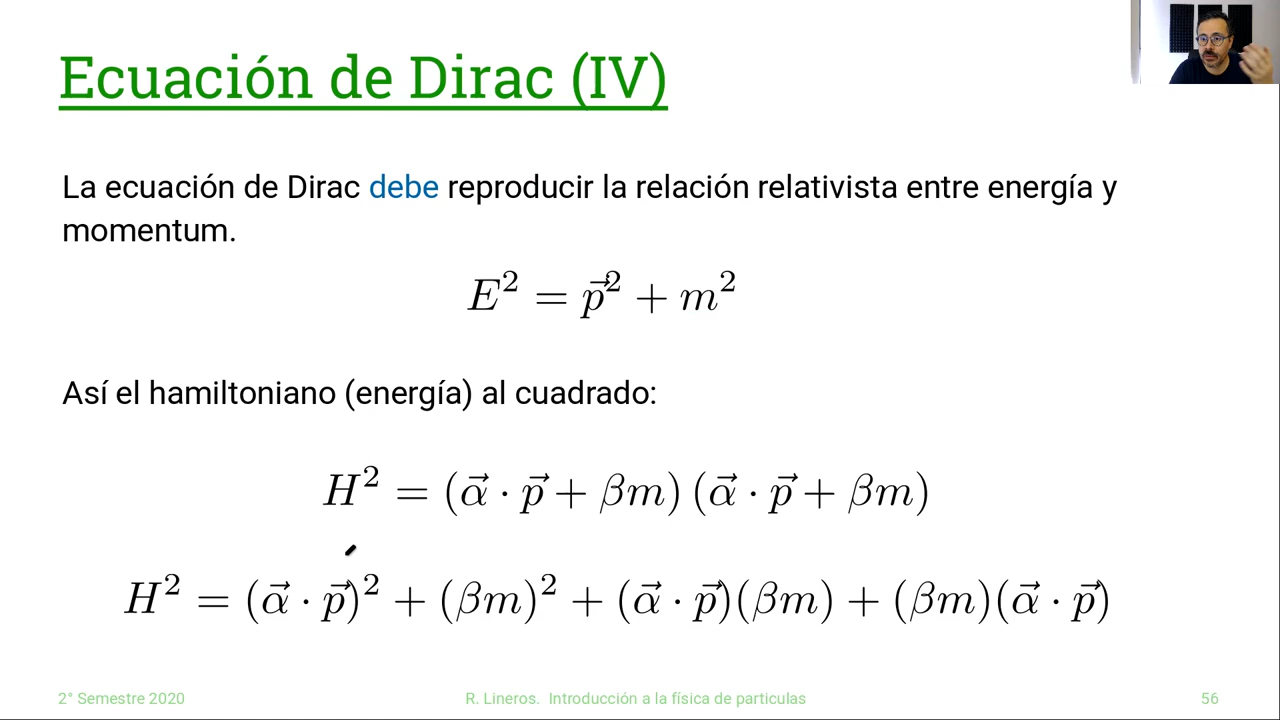 Ecuación de Dirac (IV)
La ecuación de Dirac debe reproducir la relación relativista entre energía y
momentum.
$E^2 = \vec{p}^2 + m^2$
Así el hamiltoniano (energía) al cuadrado:
$H^2 = (\vec{\alpha} \cdot \vec{p} + \beta m) (\vec{\alpha} \cdot \vec{p} + \beta m)$
$H^2 = (\vec{\alpha} \cdot \vec{p})^2 + (\beta m)^2 + (\vec{\alpha} \cdot \vec{p})(\beta m) + (\beta m)(\vec{\alpha} \cdot \vec{p})$
2° Semestre 2020 R. Lineros. Introducción a la física de particulas 56